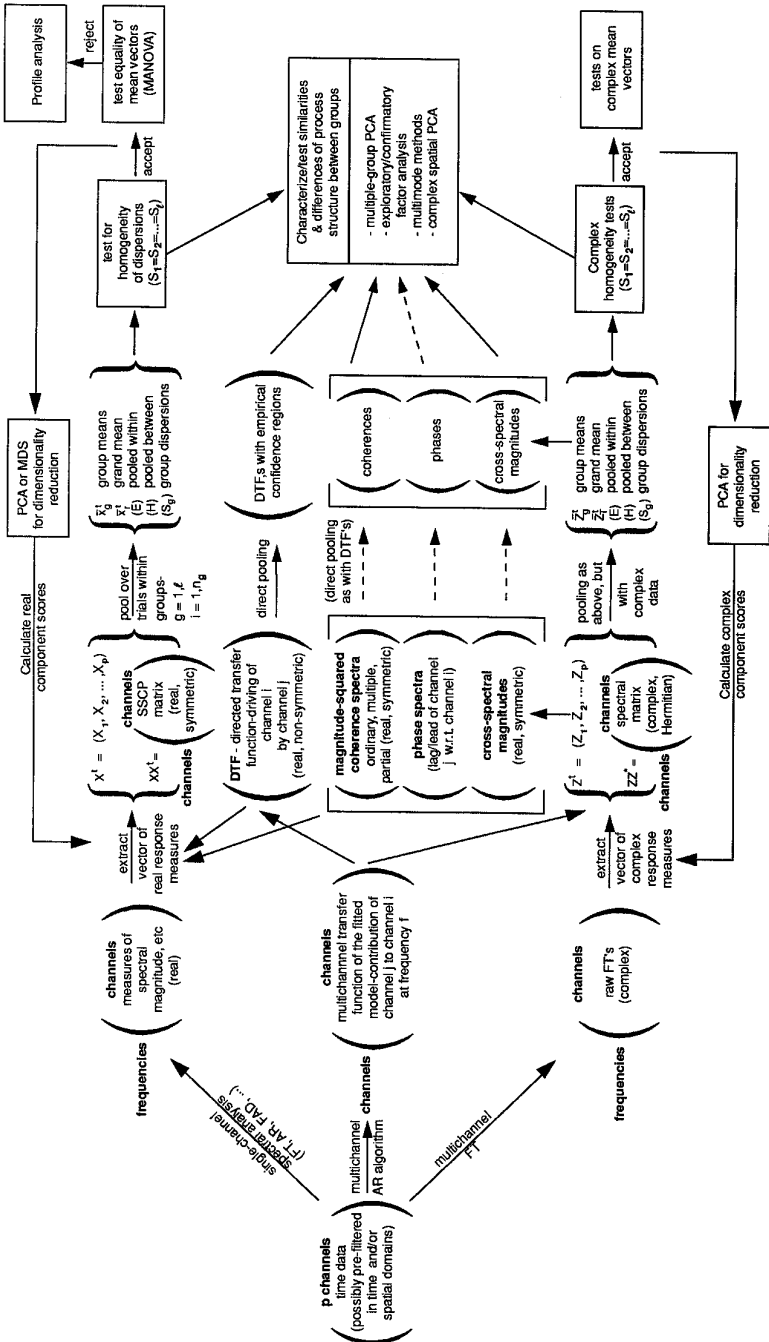 p channels
time data
(possibly pre-filtered
in time and/or
spatial domains)
single-channel
spectral analysis
(FT, AR, FAD, ...)
multichannel
AR algorithm
multichannel
FT
frequencies
channels
measures of
spectral
magnitude, etc
(real)
channels
channels
multichannnel transfer
function of the fitted
model-contribution of
channel j to channel i
at frequency f
frequencies
channels
raw FT's
(complex)
extract
vector of
real response
measures
extract
vector of
complex
response
measures
Calculate real
component scores
X^t = (X_1, X_2, ... , X_p)
XX^t =
channels
channels
SSCP
matrix
(real,
symmetric)
DTF - directed transfer
function-driving of
channel i
by channel j
(real, non-symmetric)
magnitude-squared
coherence spectra
ordinary, multiple,
partial (real, symmetric)
phase spectra
(lag/lead of channel
j w.r.t. channel i)
cross-spectral
magnitudes
(real, symmetric)
Z^t = (Z_1, Z_2, ... , Z_p)
ZZ^* =
channels
channels
spectral
matrix
(complex,
Hermitian)
Calculate complex
component scores
pool over
trials within
groups-
g = 1,ℓ
i = 1,n_g
direct pooling
(direct pooling
as with DTF's)
pooling as
above, but
with
complex
data
PCA or MDS
for dimensionality
reduction
x̄_g^t group means
x̄_T^t grand mean
(E) pooled within
(H) pooled between
(S_g) group dispersions
DTF,s with empirical
confidence regions
coherences
phases
cross-spectral
magnitudes
z̄_g^t group means
z̄_T^t grand mean
(E) pooled within
(H) pooled between
(S_g) group dispersions
PCA for
dimensionality
reduction
test for
homogeneity
of dispersions
(S_1=S_2=...=S_ℓ)
accept
test equality of
mean vectors
(MANOVA)
reject
Profile analysis
Characterize/test similarities
& differences of process
structure between groups
- multiple-group PCA
- exploratory/confirmatory
factor analysis
- multimode methods
- complex spatial PCA
Complex
homogeneity tests
(S_1=S_2=...=S_ℓ)
accept
tests on
complex mean
vectors